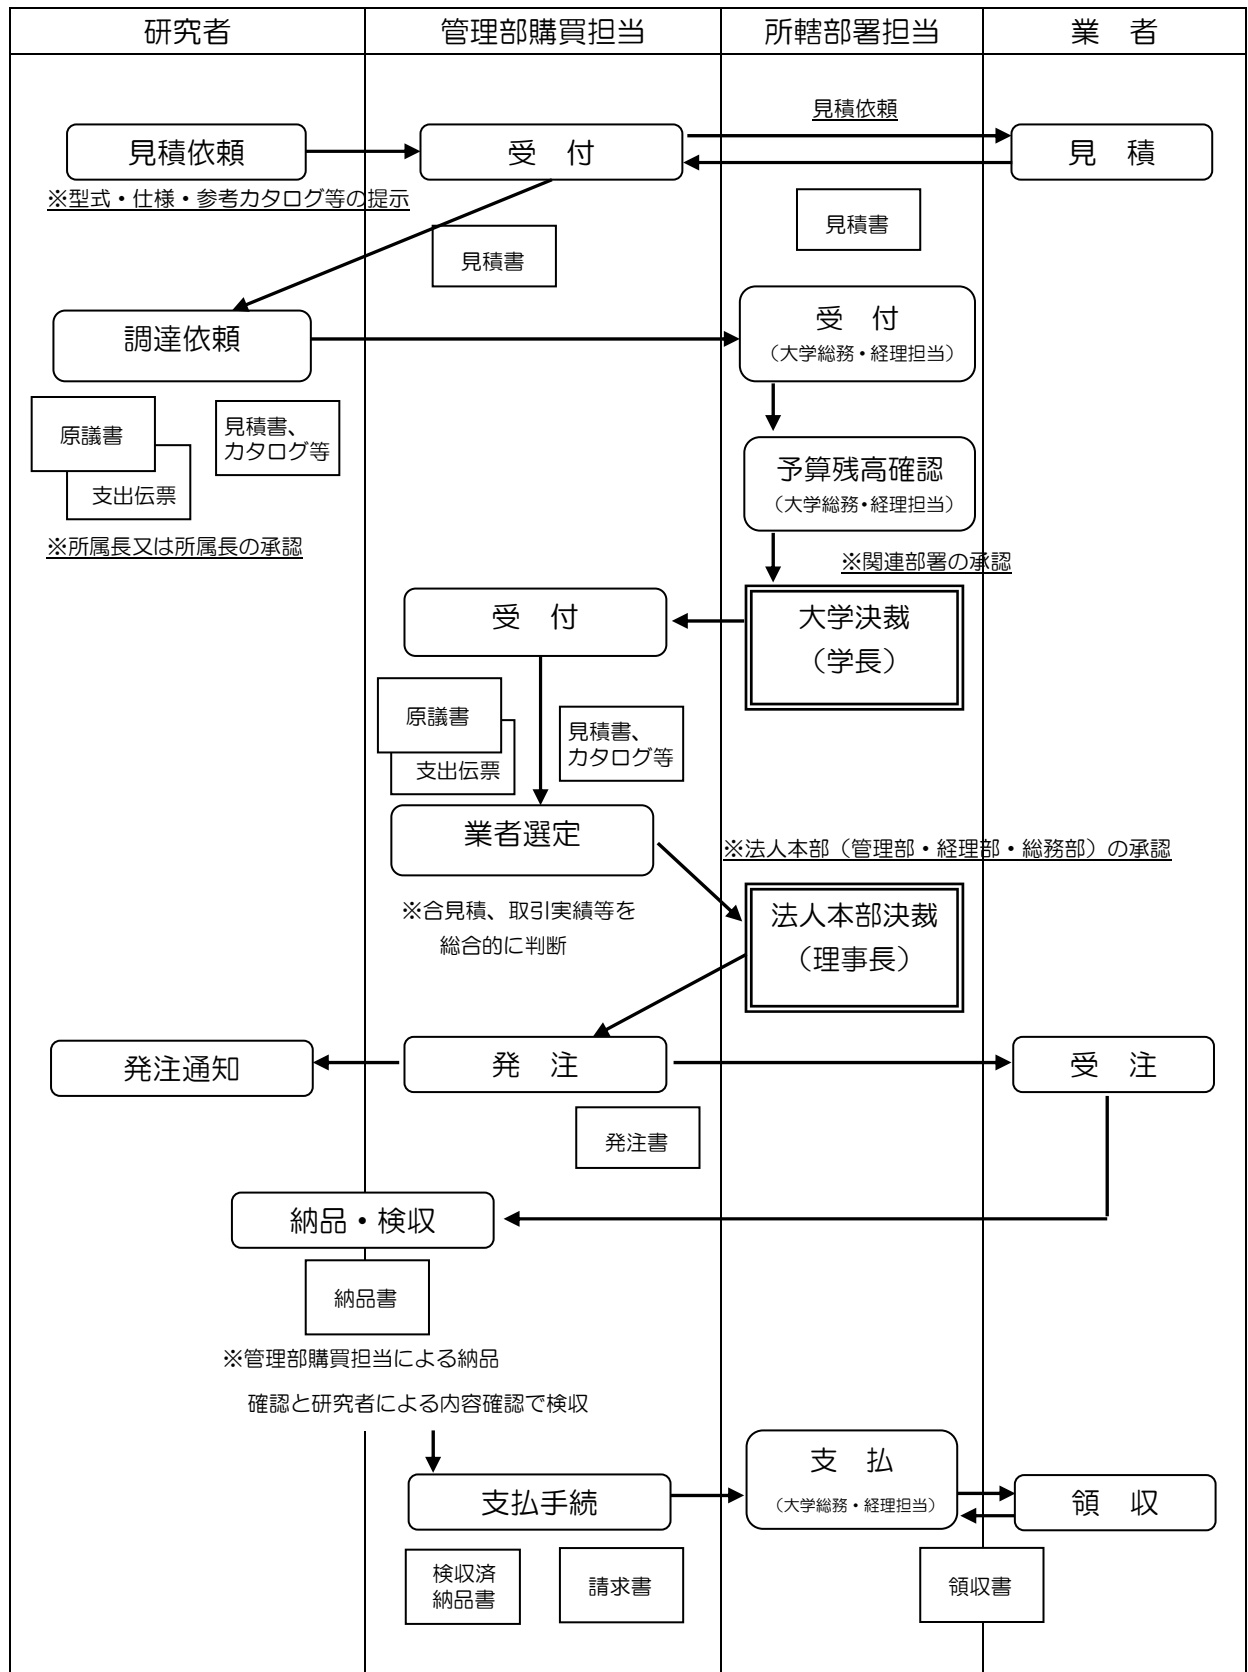 研究者
管理部購買担当
所轄部署担当
業　者
見積依頼
見積依頼
受　付
見　積
※型式・仕様・参考カタログ等の提示
見積書
見積書
調達依頼
受　付
（大学総務・経理担当）
原議書
支出伝票
見積書、
カタログ等
予算残高確認
（大学総務・経理担当）
※所属長又は所属長の承認
※関連部署の承認
受　付
大学決裁
（学長）
原議書
支出伝票
見積書、
カタログ等
業者選定
※法人本部（管理部・経理部・総務部）の承認
※合見積、取引実績等を
総合的に判断
法人本部決裁
（理事長）
発注通知
発　注
受　注
発注書
納品・検収
納品書
※管理部購買担当による納品
確認と研究者による内容確認で検収
支払手続
支　払
（大学総務・経理担当）
領　収
検収済
納品書
請求書
領収書